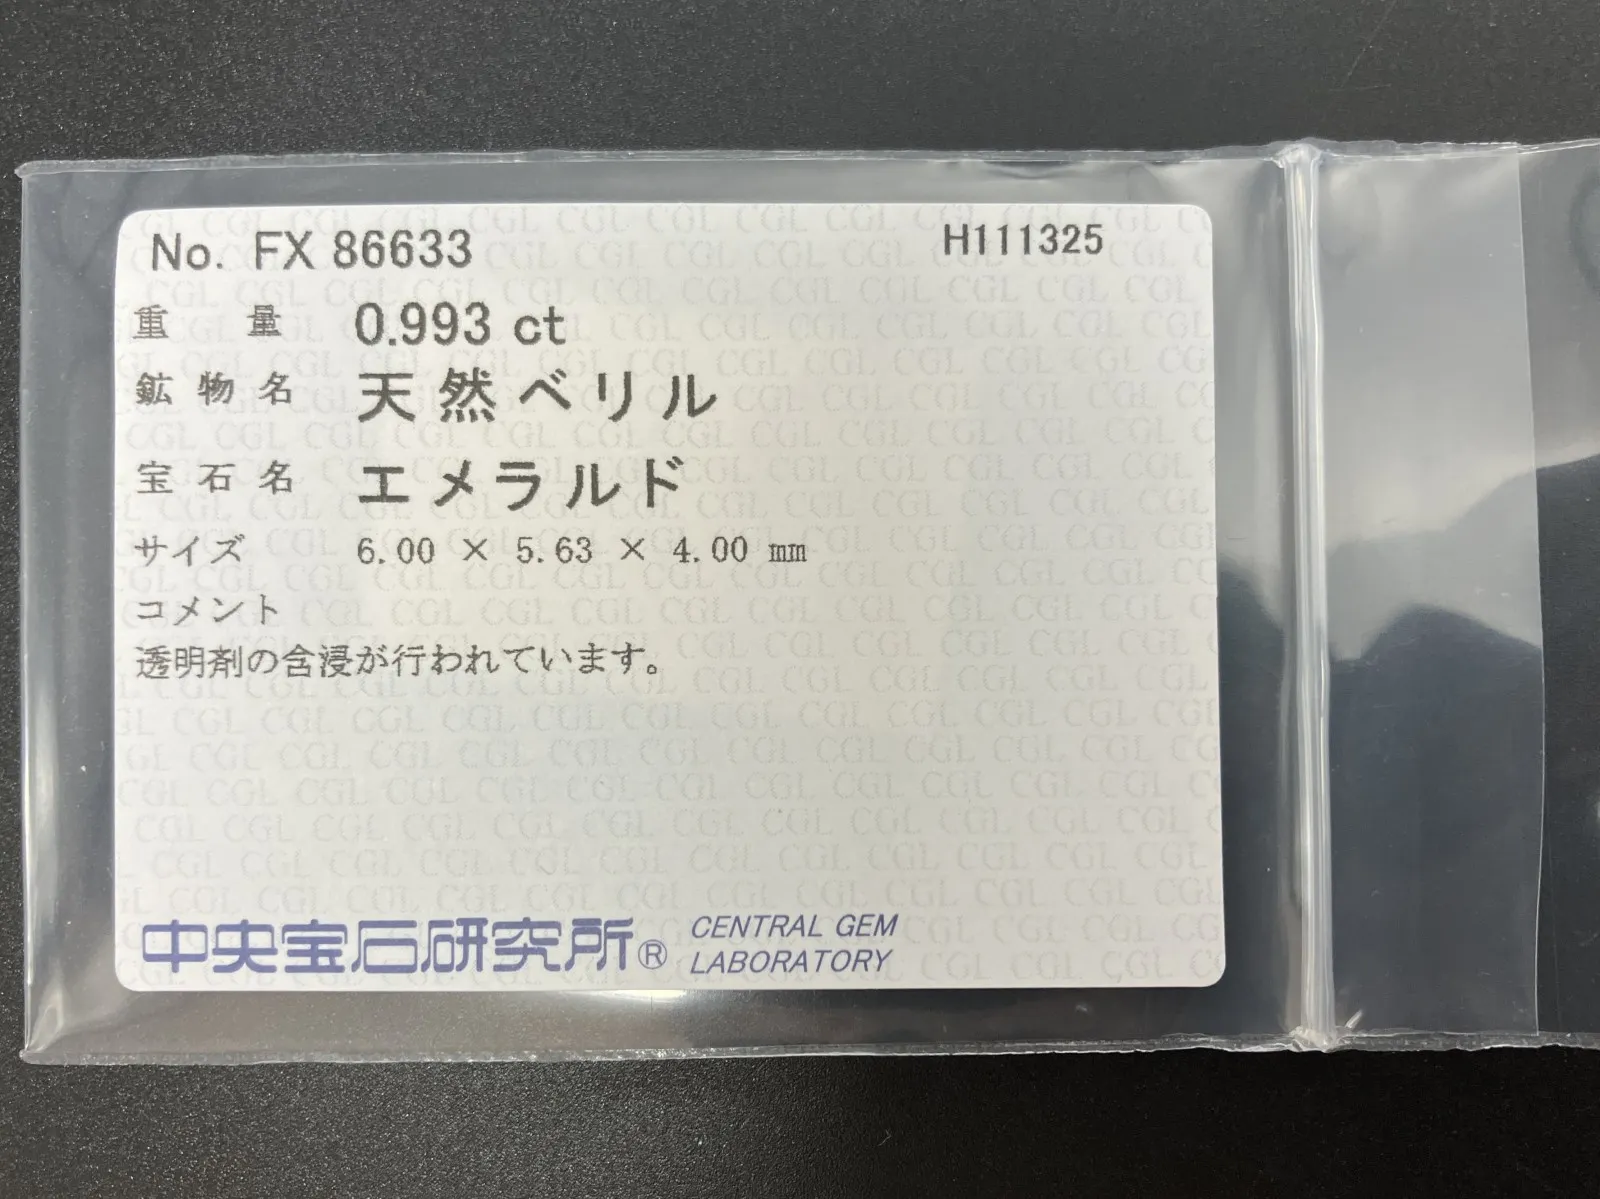 No. FX 86633 H111325
重量 0.993 ct
鉱物名 天然ベリル
宝石名 エメラルド
サイズ 6.00 × 5.63 × 4.00 mm
コメント
透明剤の含浸が行われています。
中央宝石研究所® CENTRAL GEM
LABORATORY